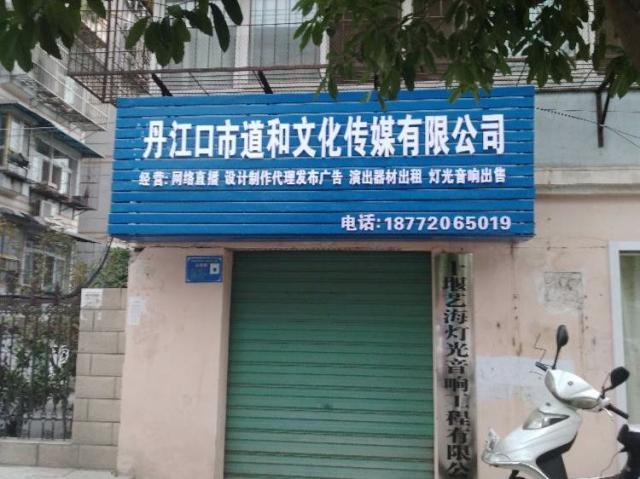 丹江口市道和文化传媒有限公司
经营: 网络直播 设计制作代理发布广告 演出器材出租 灯光音响出售
电话: 18772065019
十堰艺海灯光音响工程有限公